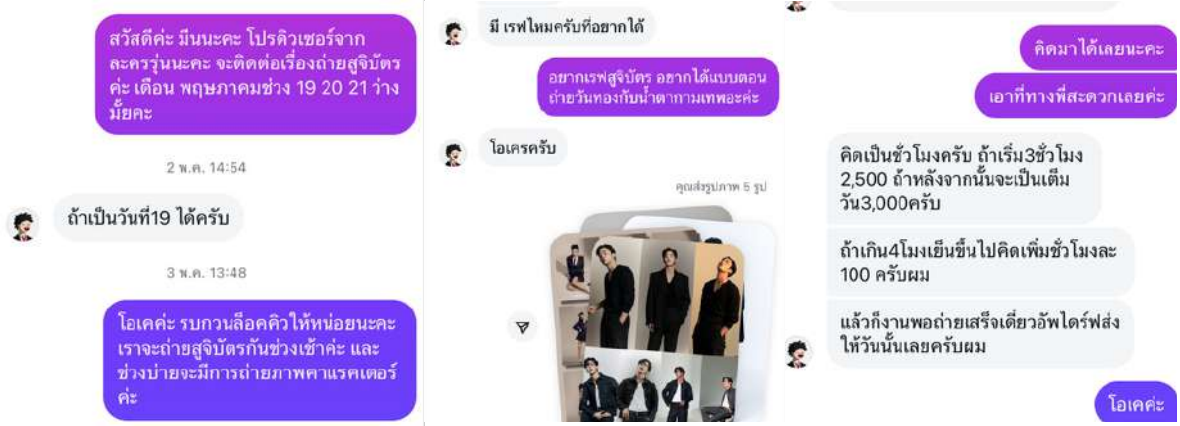 สวัสดีค่ะ มีนนะคะ โปรดิวเซอร์จาก
ละครรุ่นนะคะ จะติดต่อเรื่องถ่ายสูจิบัตร
ค่ะ เดือน พฤษภาคมช่วง 19 20 21 ว่าง
มั้ยคะ
2 พ.ค. 14:54
ถ้าเป็นวันที่19 ได้ครับ
3 พ.ค. 13:48
โอเคค่ะ รบกวนล็อคคิวให้หน่อยนะคะ
เราจะถ่ายสูจิบัตรกันช่วงเช้าค่ะ และ
ช่วงบ่ายจะมีการถ่ายภาพคาแรคเตอร์
ค่ะ
มี เรฟไหมครับที่อยากได้
อยากเรฟสูจิบัตร อยากได้แบบตอน
ถ่ายวันทองกับน้ำตากามเทพอะค่ะ
โอเครครับ
คุณส่งรูปภาพ 5 รูป
คิดมาได้เลยนะคะ
เอาที่ทางพี่สะดวกเลยค่ะ
คิดเป็นชั่วโมงครับ ถ้าเริ่ม3ชั่วโมง
2,500 ถ้าหลังจากนั้นจะเป็นเต็ม
วัน3,000ครับ
ถ้าเกิน4โมงเย็นขึ้นไปคิดเพิ่มชั่วโมงละ
100 ครับผม
แล้วก็งานพอถ่ายเสร็จเดี่ยวอัพไดร์ฟส่ง
ให้วันนั้นเลยครับผม
โอเคค่ะ